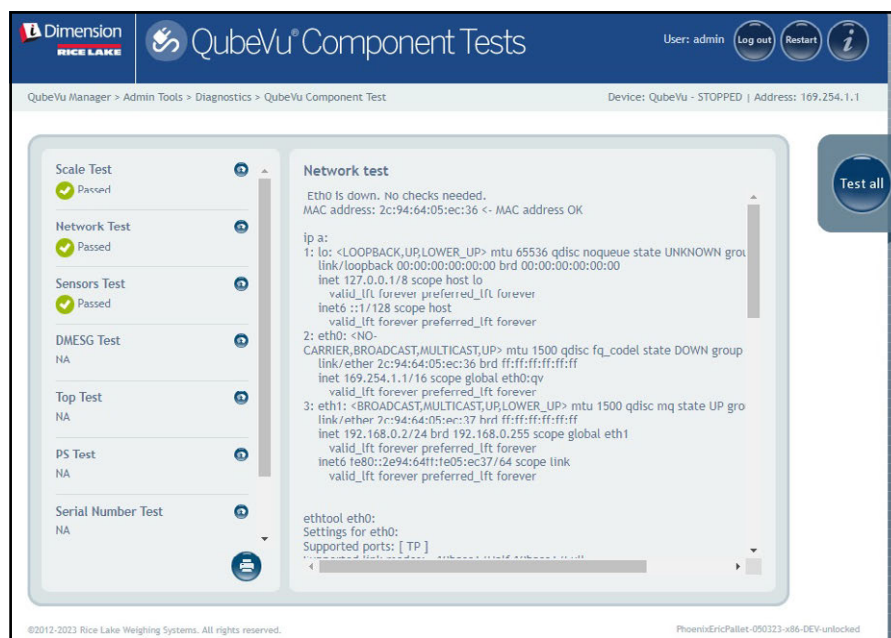 iDimension
RICE LAKE
QubeVu® Component Tests
User: admin
Log out
Restart
i
QubeVu Manager > Admin Tools > Diagnostics > QubeVu Component Test
Device: QubeVu - STOPPED | Address: 169.254.1.1
Scale Test
Passed
Network Test
Passed
Sensors Test
Passed
DMESG Test
NA
Top Test
NA
PS Test
NA
Serial Number Test
NA
Network test
Eth0 is down. No checks needed.
MAC address: 2c:94:64:05:ec:36 <- MAC address OK
ip a:
1: lo: <LOOPBACK,UP,LOWER_UP> mtu 65536 qdisc noqueue state UNKNOWN grou
link/loopback 00:00:00:00:00:00 brd 00:00:00:00:00:00
inet 127.0.0.1/8 scope host lo
valid_lft forever preferred_lft forever
inet6 ::1/128 scope host
valid_lft forever preferred_lft forever
2: eth0: <NO-
CARRIER,BROADCAST,MULTICAST,UP> mtu 1500 qdisc fq_codel state DOWN group
link/ether 2c:94:64:05:ec:36 brd ff:ff:ff:ff:ff:ff
inet 169.254.1.1/16 scope global eth0:qv
valid_lft forever preferred_lft forever
3: eth1: <BROADCAST,MULTICAST,UP,LOWER_UP> mtu 1500 qdisc mq state UP gro
link/ether 2c:94:64:05:ec:37 brd ff:ff:ff:ff:ff:ff
inet 192.168.0.2/24 brd 192.168.0.255 scope global eth1
valid_lft forever preferred_lft forever
inet6 fe80::2e94:64ff:fe05:ec37/64 scope link
valid_lft forever preferred_lft forever
ethtool eth0:
Settings for eth0:
Supported ports: [ TP ]
Test all
©2012-2023 Rice Lake Weighing Systems. All rights reserved.
PhoenixEricPallet-050323-x86-DEV-unlocked